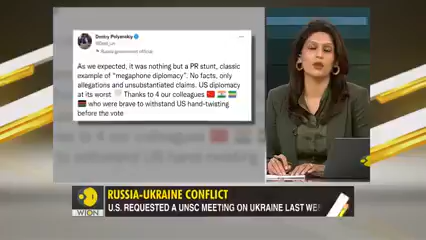 Dmitry Polyanskiy
Russia government official
As we expected, it was nothing but a PR stunt, classic
example of "megaphone diplomacy". No facts, only
allegations and unsubstantiated claims. US diplomacy
at its worst Thanks to 4 our colleagues
who were brave to withstand US hand-twisting
before the vote
WION
RUSSIA-UKRAINE CONFLICT
U.S. REQUESTED A UNSC MEETING ON UKRAINE LAST WE